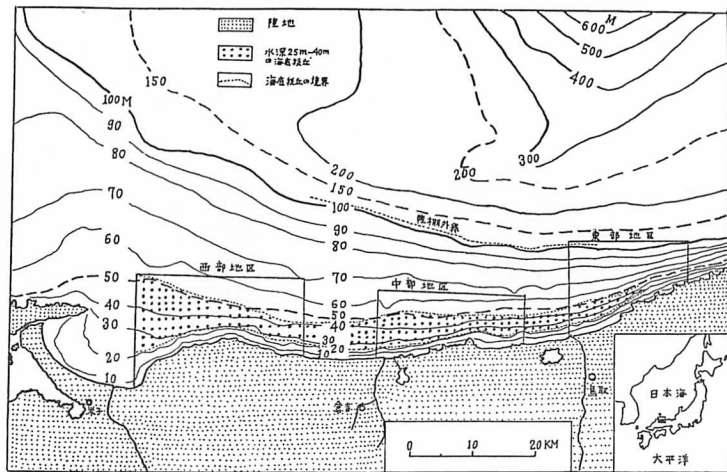 陸地
水深25m-40m
の海底段丘
海底段丘の境界
600 M
500
400
300
200
150
100M
90
80
70
60
50
40
30
20
10
200
150
100
90
80
70
60
50
40
30
20
10
陸棚外縁
西部地区
中部地区
東部地区
米子
倉吉
鳥取
0 10 20 KM
日本海
太平洋